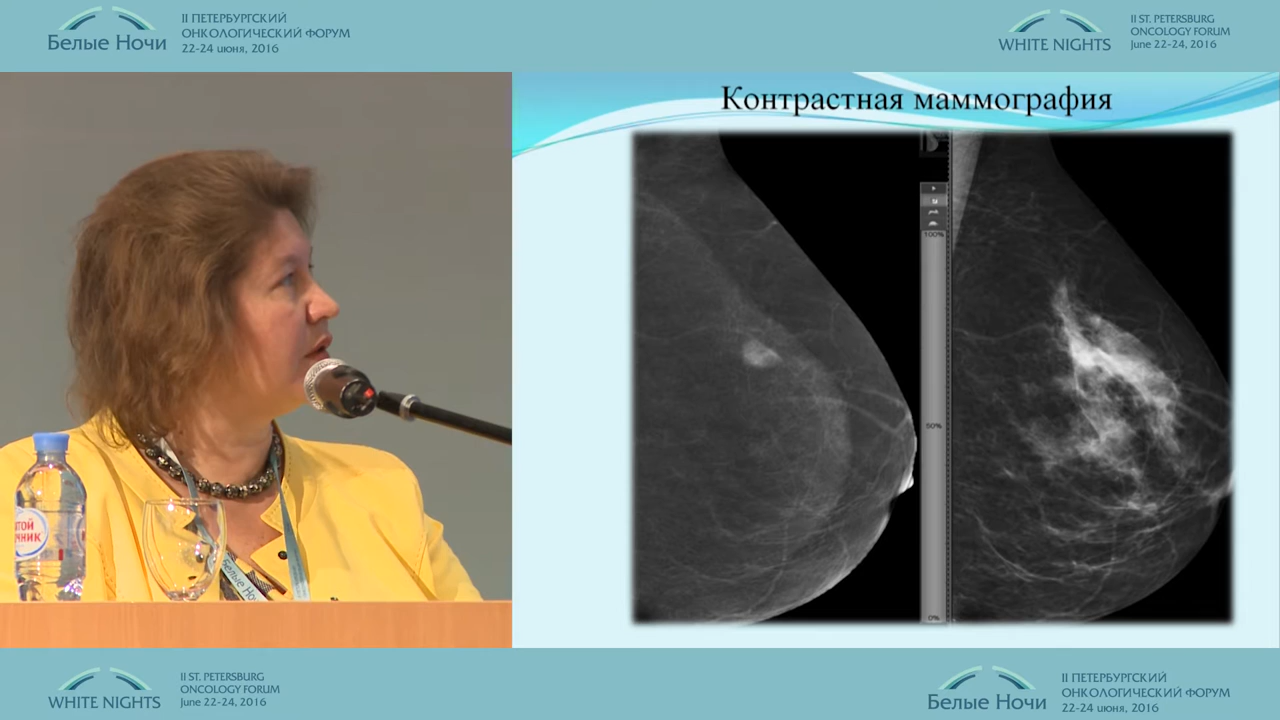 Белые Ночи
II ПЕТЕРБУРГСКИЙ
ОНКОЛОГИЧЕСКИЙ ФОРУМ
22-24 июня, 2016
WHITE NIGHTS
II ST. PETERSBURG
ONCOLOGY FORUM
June 22-24, 2016
Контрастная маммография
100%
50%
0%
Белые Но
WHITE NIGHTS
II ST. PETERSBURG
ONCOLOGY FORUM
June 22-24, 2016
Белые Ночи
II ПЕТЕРБУРГСКИЙ
ОНКОЛОГИЧЕСКИЙ ФОРУМ
22-24 июня, 2016